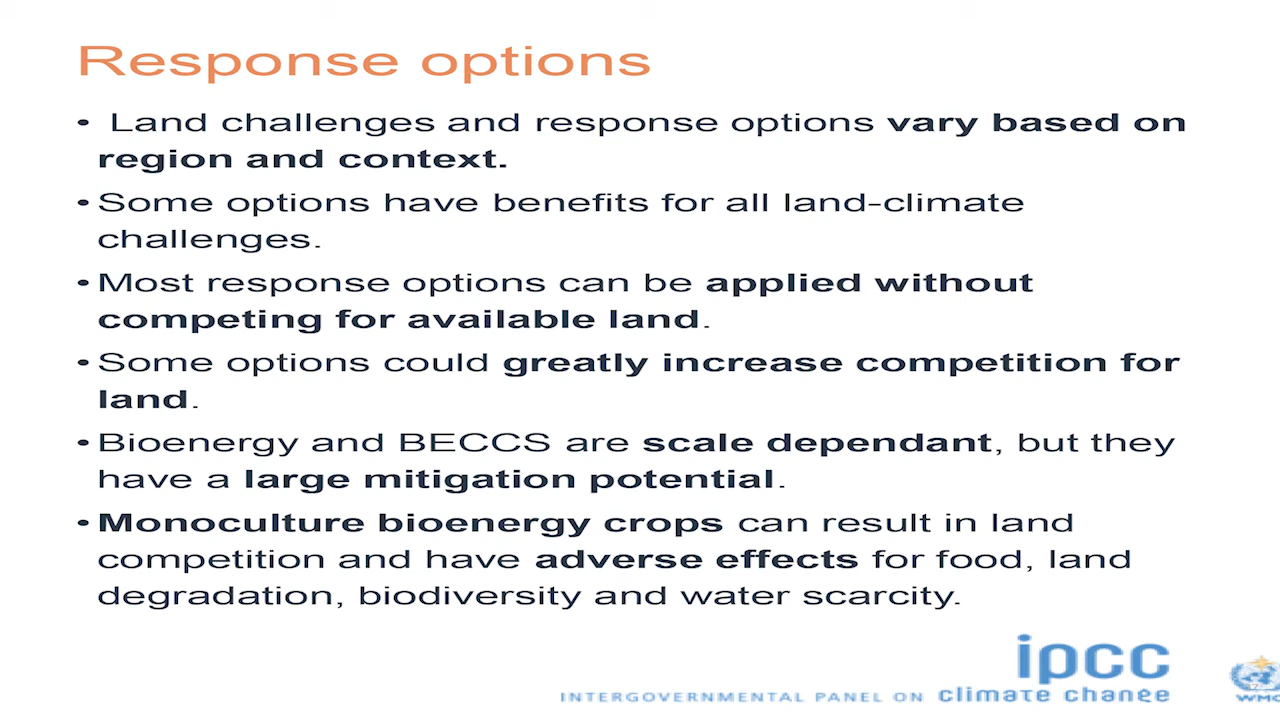 Response options
• Land challenges and response options vary based on
region and context.
• Some options have benefits for all land-climate
challenges.
• Most response options can be applied without
competing for available land.
• Some options could greatly increase competition for
land.
• Bioenergy and BECCS are scale dependant, but they
have a large mitigation potential.
• Monoculture bioenergy crops can result in land
competition and have adverse effects for food, land
degradation, biodiversity and water scarcity.
ipcc
INTERGOVERNMENTAL PANEL ON climate change
WMO